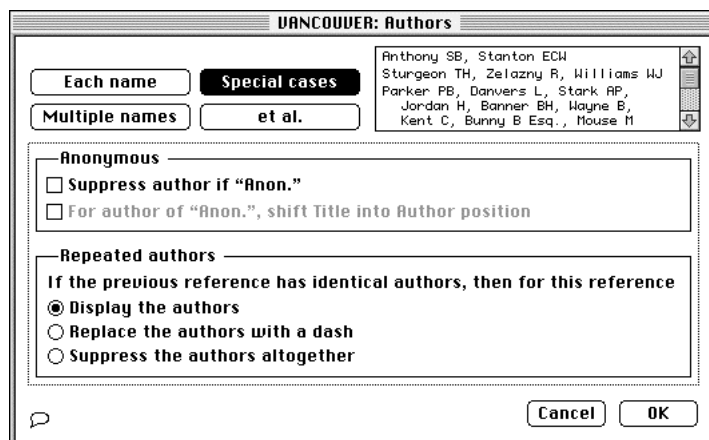 VANCOUVER: Authors
Each name
Special cases
Multiple names
et al.
Anthony SB, Stanton ECW
Sturgeon TH, Zelazny R, Williams WJ
Parker PB, Danvers L, Stark AP,
Jordan H, Banner BH, Wayne B,
Kent C, Bunny B Esq., Mouse M
Anonymous
Suppress author if “Anon.”
For author of “Anon.”, shift Title into Author position
Repeated authors
If the previous reference has identical authors, then for this reference
Display the authors
Replace the authors with a dash
Suppress the authors altogether
Cancel
OK